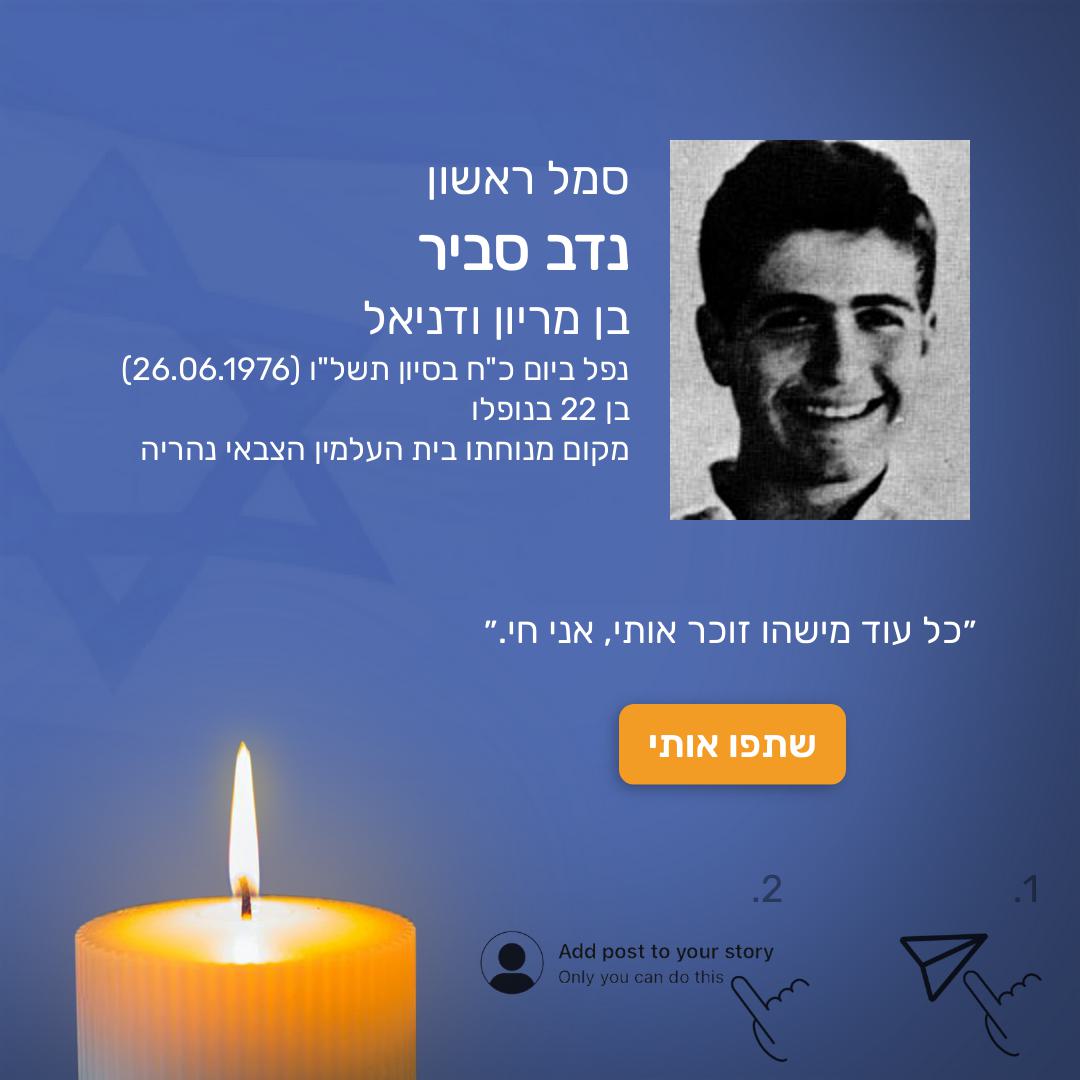 סמל ראשון
נדב סביר
בן מריון ודניאל
נפל ביום כ"ח בסיון תשל"ו (26.06.1976)
בן 22 בנופלו
מקום מנוחתו בית העלמין הצבאי נהריה
״כל עוד מישהו זוכר אותי, אני חי.״
שתפו אותי
.1
.2
Add post to your story
Only you can do this